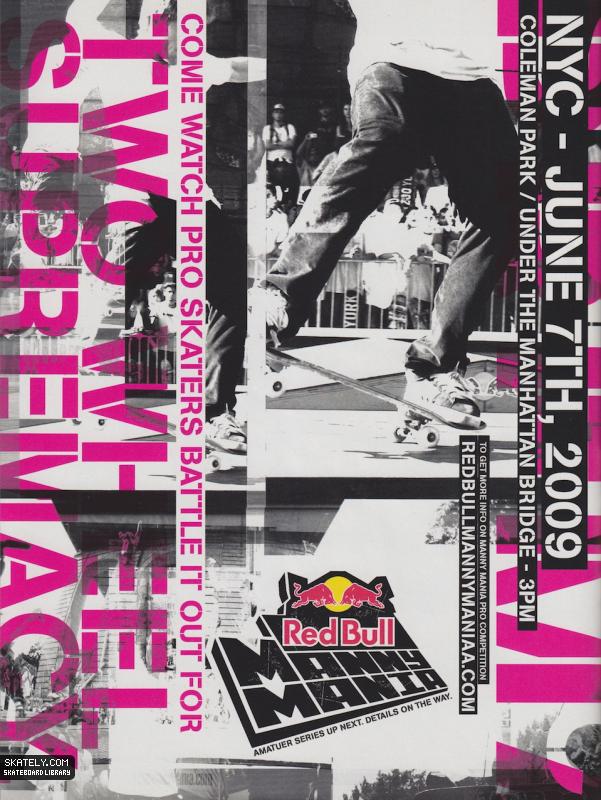 NYC - JUNE 7TH, 2009
COLEMAN PARK / UNDER THE MANHATTAN BRIDGE - 3PM
TO GET MORE INFO ON MANNY MANIA PRO COMPETITION
REDBULLMANNYMANIAA.COM
COME WATCH PRO SKATERS BATTLE IT OUT FOR
TWO WHEEL
SUPREMACY
Red Bull
MANNY
MANIA
AMATUER SERIES UP NEXT. DETAILS ON THE WAY.
YORK
SKATELY.COM
SKATEBOARD LIBRARY